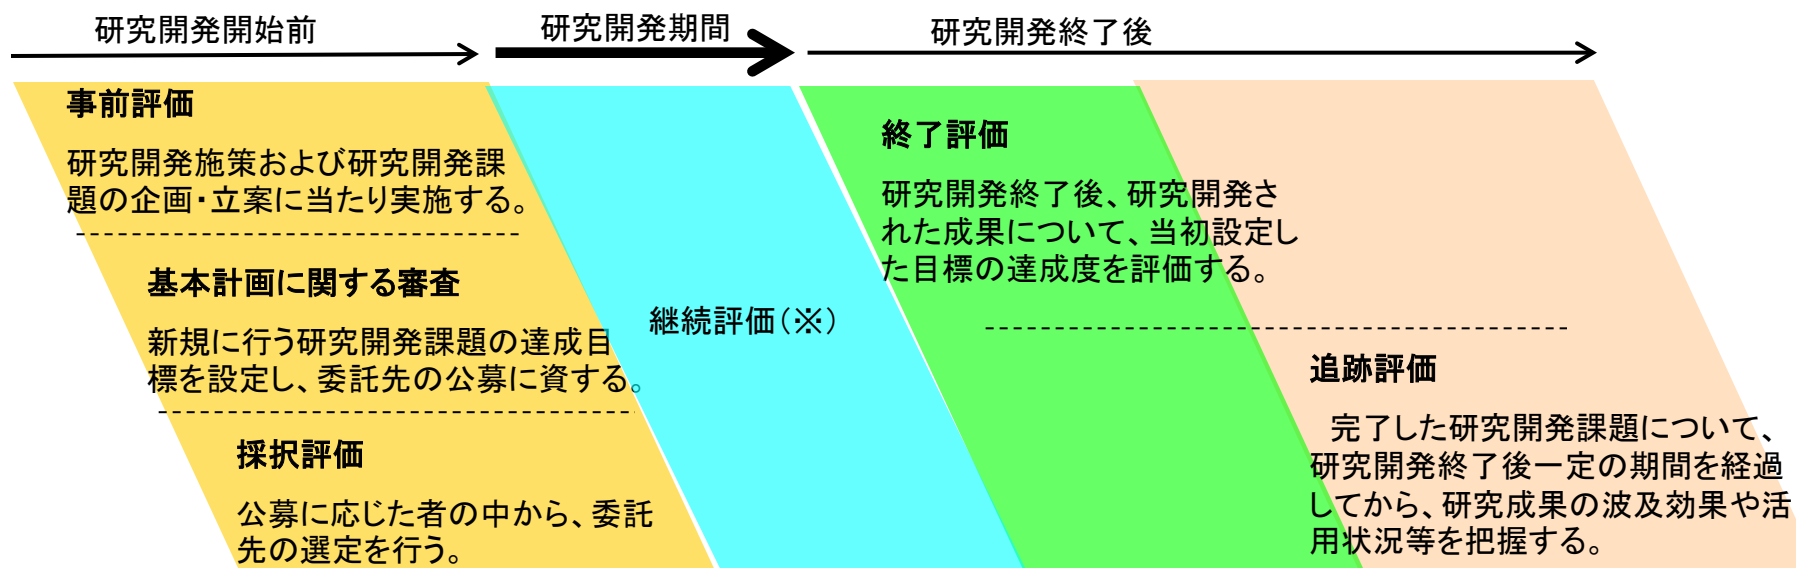 研究開発開始前
研究開発期間
研究開発終了後
事前評価
研究開発施策および研究開発課
題の企画・立案に当たり実施する。
基本計画に関する審査
新規に行う研究開発課題の達成目
標を設定し、委託先の公募に資する。
採択評価
公募に応じた者の中から、委託
先の選定を行う。
継続評価(※)
終了評価
研究開発終了後、研究開発さ
れた成果について、当初設定し
た目標の達成度を評価する。
追跡評価
完了した研究開発課題について、
研究開発終了後一定の期間を経過
してから、研究成果の波及効果や活
用状況等を把握する。